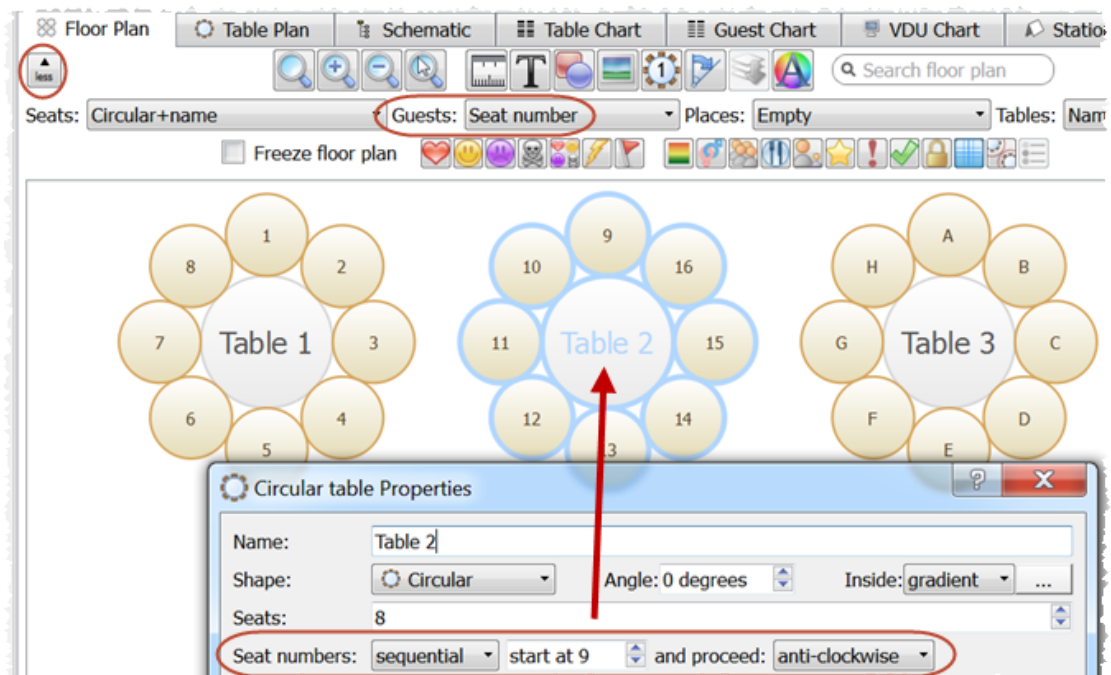 Floor Plan Table Plan Schematic Table Chart Guest Chart VDU Chart Statio
less T 1 A Search floor plan
Seats: Circular+name Guests: Seat number Places: Empty Tables: Nam
Freeze floor plan
1 9 A
8 2 10 16 H B
7 Table 1 3 11 Table 2 15 G Table 3 C
6 4 12 14 F D
5 13 E
Circular table Properties ? X
Name: Table 2
Shape: Circular Angle: 0 degrees Inside: gradient ...
Seats: 8
Seat numbers: sequential start at 9 and proceed: anti-clockwise